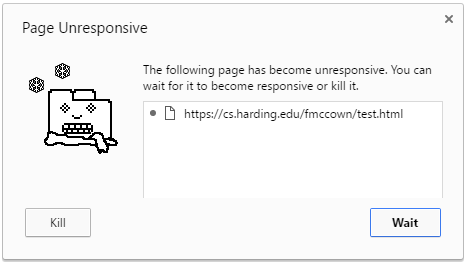 Page Unresponsive
The following page has become unresponsive. You can
wait for it to become responsive or kill it.
https://cs.harding.edu/fmccown/test.html
Kill
Wait